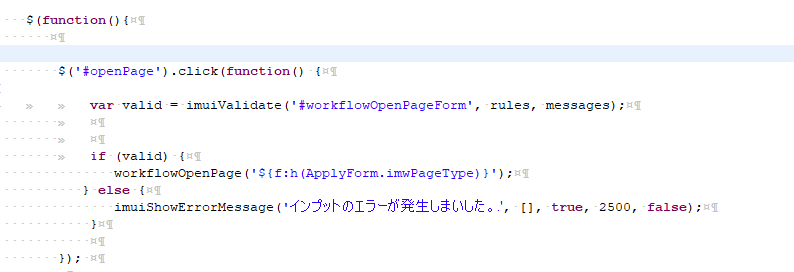 $(function(){
$('#openPage').click(function() {
var valid = imuiValidate('#workflowOpenPageForm', rules, messages);
if (valid) {
workflowOpenPage('${f:h(ApplyForm.imwPageType)}');
} else {
imuiShowErrorMessage('インプットのエラーが発生しまいした。.', [], true, 2500, false);
}
});